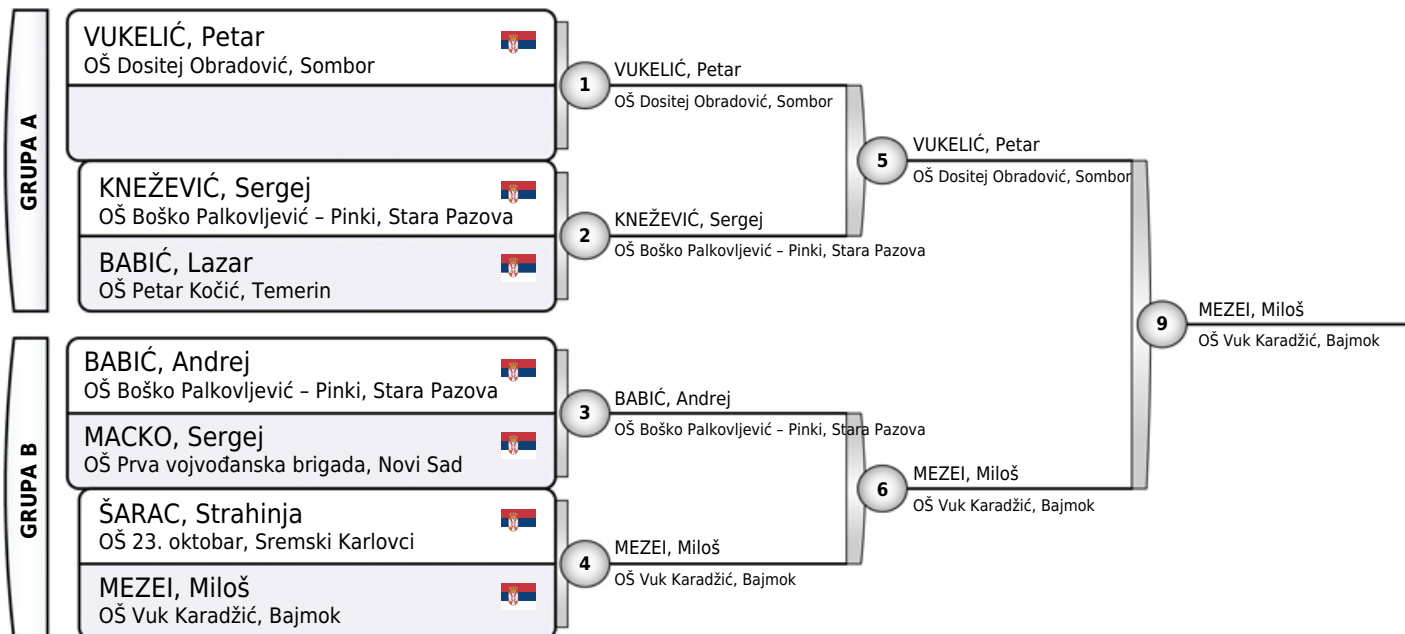 GRUPA A
VUKELIĆ, Petar
OŠ Dositej Obradović, Sombor
KNEŽEVIĆ, Sergej
OŠ Boško Palkovljević – Pinki, Stara Pazova
BABIĆ, Lazar
OŠ Petar Kočić, Temerin
GRUPA B
BABIĆ, Andrej
OŠ Boško Palkovljević – Pinki, Stara Pazova
MACKO, Sergej
OŠ Prva vojvođanska brigada, Novi Sad
ŠARAC, Strahinja
OŠ 23. oktobar, Sremski Karlovci
MEZEI, Miloš
OŠ Vuk Karadžić, Bajmok
1
VUKELIĆ, Petar
OŠ Dositej Obradović, Sombor
2
KNEŽEVIĆ, Sergej
OŠ Boško Palkovljević – Pinki, Stara Pazova
3
BABIĆ, Andrej
OŠ Boško Palkovljević – Pinki, Stara Pazova
4
MEZEI, Miloš
OŠ Vuk Karadžić, Bajmok
5
VUKELIĆ, Petar
OŠ Dositej Obradović, Sombor
6
MEZEI, Miloš
OŠ Vuk Karadžić, Bajmok
9
MEZEI, Miloš
OŠ Vuk Karadžić, Bajmok